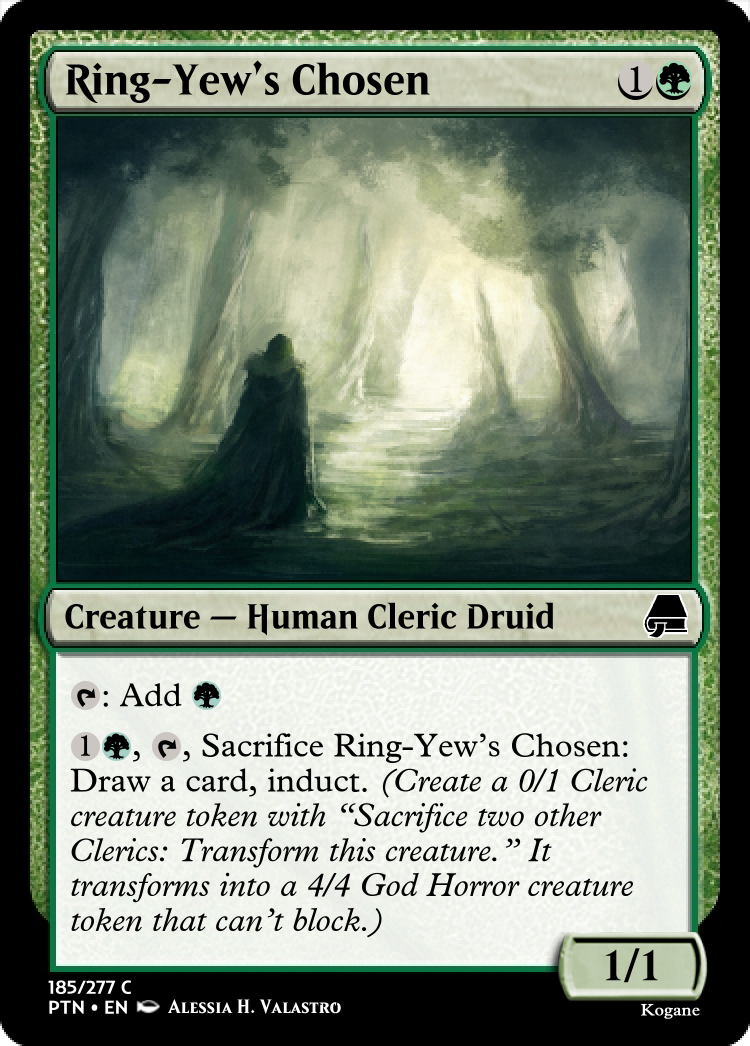 Ring-Yew's Chosen 1
Creature — Human Cleric Druid
: Add
1 , , Sacrifice Ring-Yew's Chosen:
Draw a card, induct. (Create a 0/1 Cleric
creature token with “Sacrifice two other
Clerics: Transform this creature.” It
transforms into a 4/4 God Horror creature
token that can't block.)
1/1
185/277 C
PTN • EN Alessia H. Valastro
Kogane